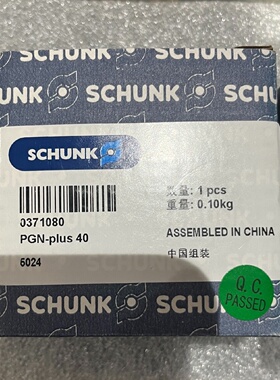 SCHUNK
SCHUNK
SCHUNK
SCHUNK
数量: 1 pcs
重量: 0.10kg
0371080
PGN-plus 40
ASSEMBLED IN CHINA
5024
中国组装
Q.C.
PASSED
SCHUNK
SCHUNK